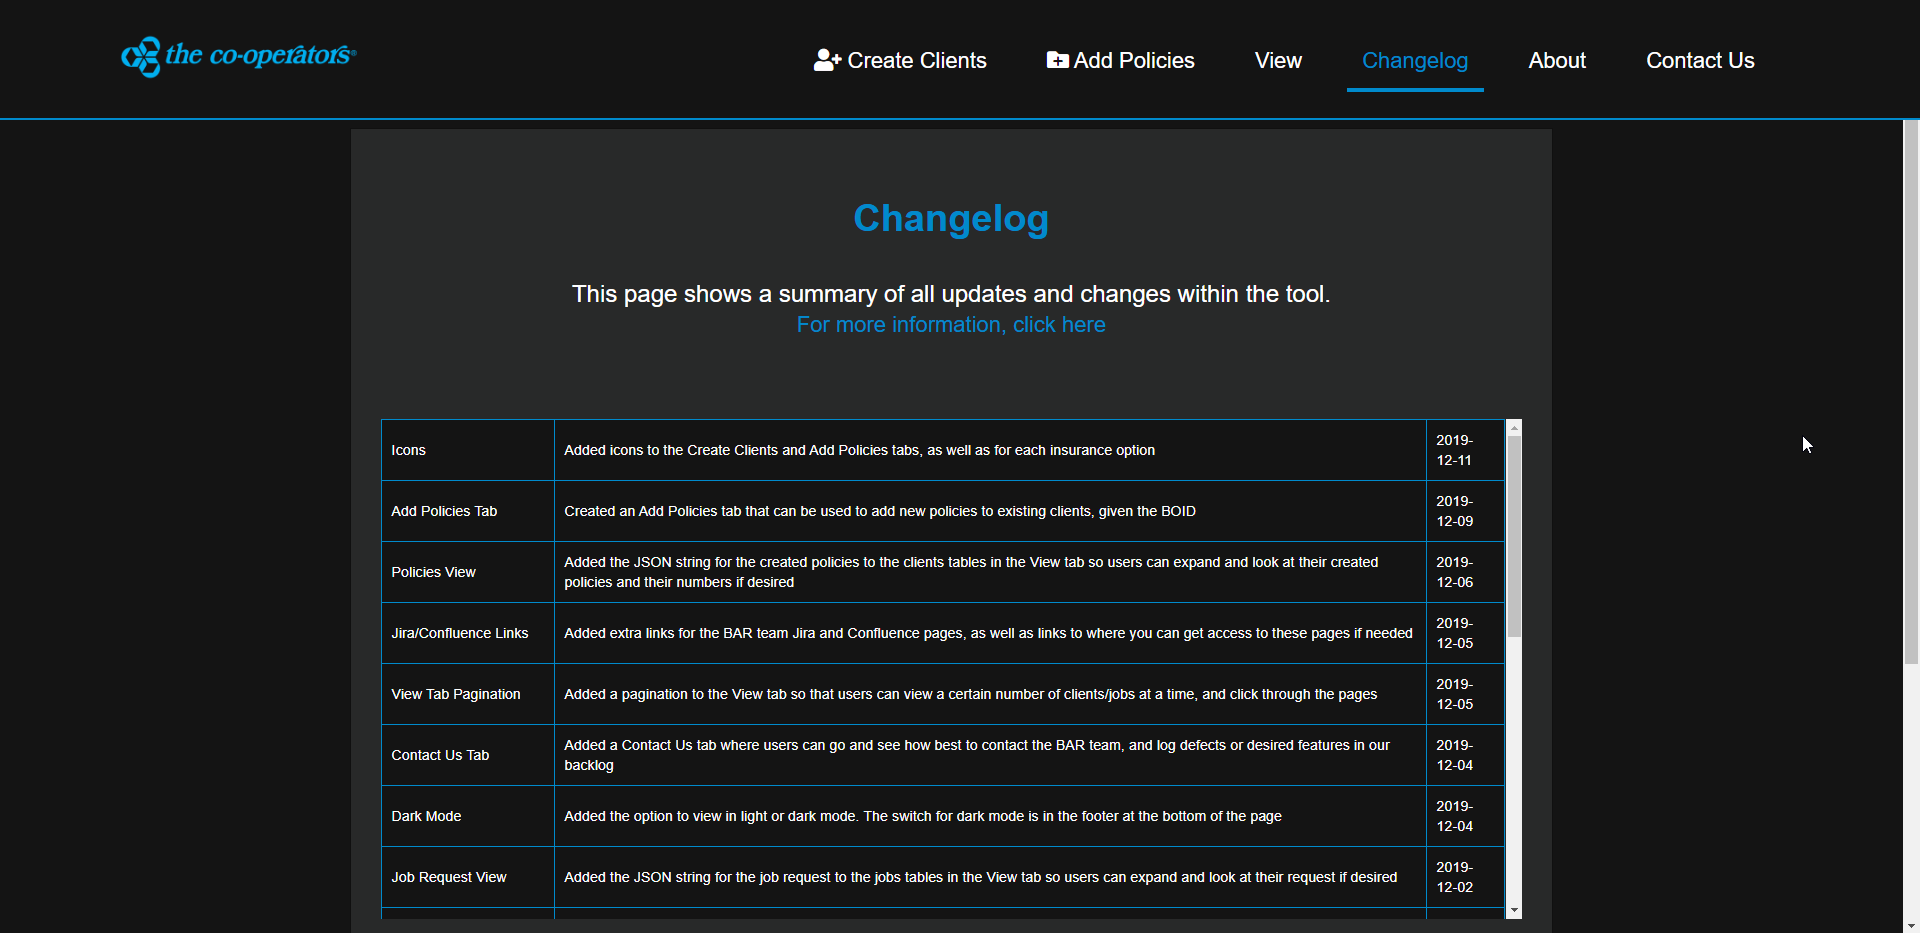 the co-operators®
Create Clients
Add Policies
View
Changelog
About
Contact Us
Changelog
This page shows a summary of all updates and changes within the tool.
For more information, click here
Icons
Added icons to the Create Clients and Add Policies tabs, as well as for each insurance option
2019-
12-11
Add Policies Tab
Created an Add Policies tab that can be used to add new policies to existing clients, given the BOID
2019-
12-09
Policies View
Added the JSON string for the created policies to the clients tables in the View tab so users can expand and look at their created
policies and their numbers if desired
2019-
12-06
Jira/Confluence Links
Added extra links for the BAR team Jira and Confluence pages, as well as links to where you can get access to these pages if needed
2019-
12-05
View Tab Pagination
Added a pagination to the View tab so that users can view a certain number of clients/jobs at a time, and click through the pages
2019-
12-05
Contact Us Tab
Added a Contact Us tab where users can go and see how best to contact the BAR team, and log defects or desired features in our
backlog
2019-
12-04
Dark Mode
Added the option to view in light or dark mode. The switch for dark mode is in the footer at the bottom of the page
2019-
12-04
Job Request View
Added the JSON string for the job request to the jobs tables in the View tab so users can expand and look at their request if desired
2019-
12-02